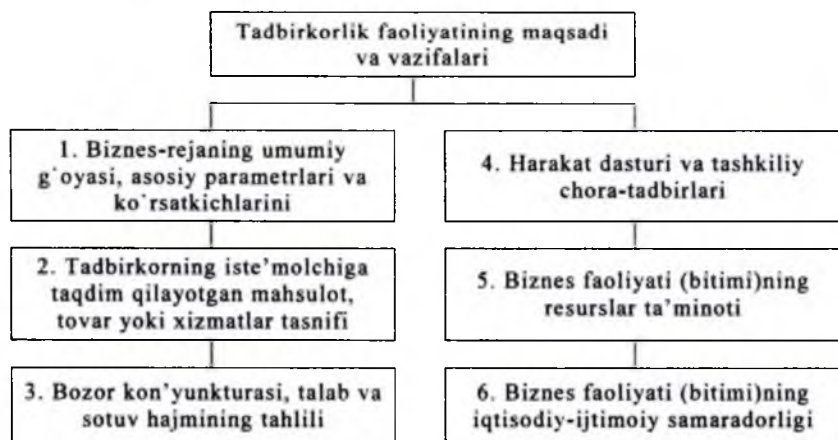 Tadbirkorlik faoliyatining maqsadi
va vazifalari
1. Biznes-rejaning umumiy
g`oyasi, asosiy parametrlari va
ko`rsatkichlarini
2. Tadbirkorning iste’molchiga
taqdim qilayotgan mahsulot,
tovar yoki xizmatlar tasnifi
3. Bozor kon’yunkturasi, talab va
sotuv hajmining tahlili
4. Harakat dasturi va tashkiliy
chora-tadbirlari
5. Biznes faoliyati (bitimi)ning
resurslar ta’minoti
6. Biznes faoliyati (bitimi)ning
iqtisodiy-ijtimoiy samaradorligi